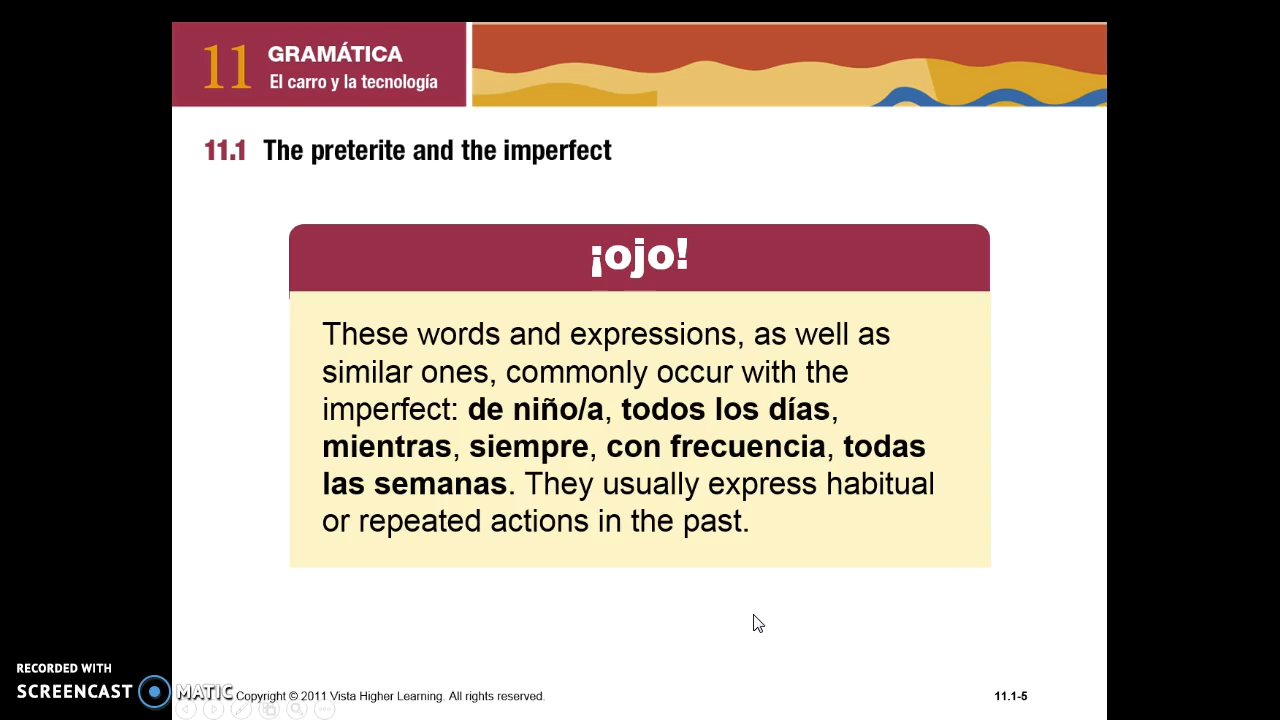 11 GRAMÁTICA
El carro y la tecnología
11.1 The preterite and the imperfect
¡ojo!
These words and expressions, as well as
similar ones, commonly occur with the
imperfect: de niño/a, todos los días,
mientras, siempre, con frecuencia, todas
las semanas. They usually express habitual
or repeated actions in the past.
RECORDED WITH
SCREENCAST MATIC
Copyright © 2011 Vista Higher Learning. All rights reserved.
11.1-5